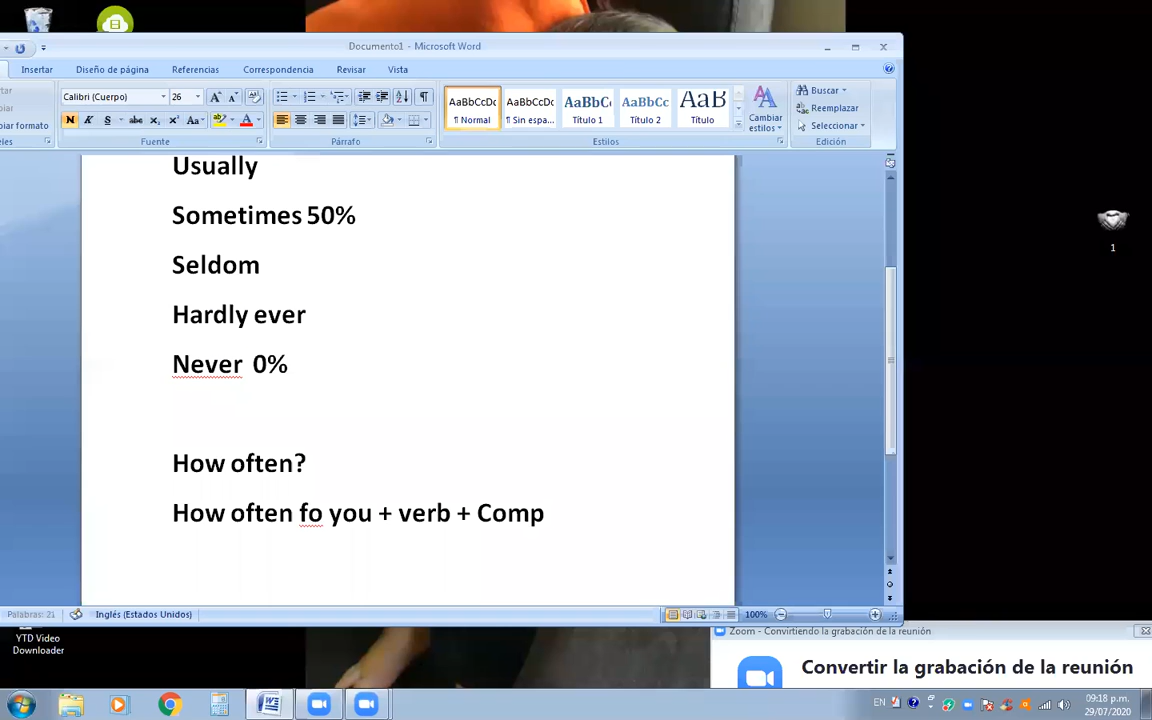 Documento1 - Microsoft Word
Insertar Diseño de página Referencias Correspondencia Revisar Vista
Calibri (Cuerpo) 26
AaBbCcDc AaBbCcDc AaBbC AaBbCc AaB
¶ Normal ¶ Sin espa... Título 1 Título 2 Título
Cambiar estilos
Buscar
Reemplazar
Seleccionar
piar formato
Fuente Párrafo Estilos Edición
Usually
Sometimes 50%
Seldom
Hardly ever
Never 0%
How often?
How often fo you + verb + Comp
1
Palabras: 21 Inglés (Estados Unidos) 100%
YTD Video
Downloader
Zoom - Convirtiendo la grabación de la reunión
Convertir la grabación de la reunión
EN 09:18 p.m.
29/07/2020